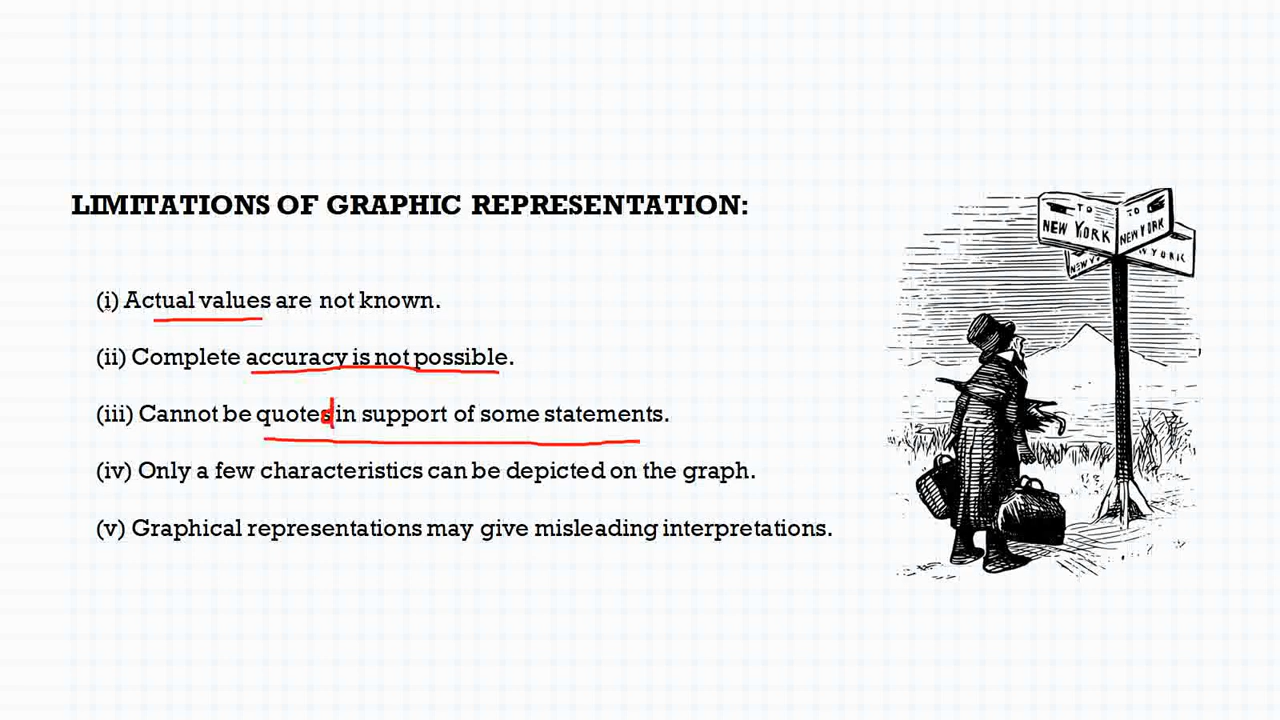 LIMITATIONS OF GRAPHIC REPRESENTATION:
(i) Actual values are not known.
(ii) Complete accuracy is not possible.
(iii) Cannot be quoted in support of some statements.
(iv) Only a few characteristics can be depicted on the graph.
(v) Graphical representations may give misleading interpretations.
TO
NEW YORK
TO
NEW YORK